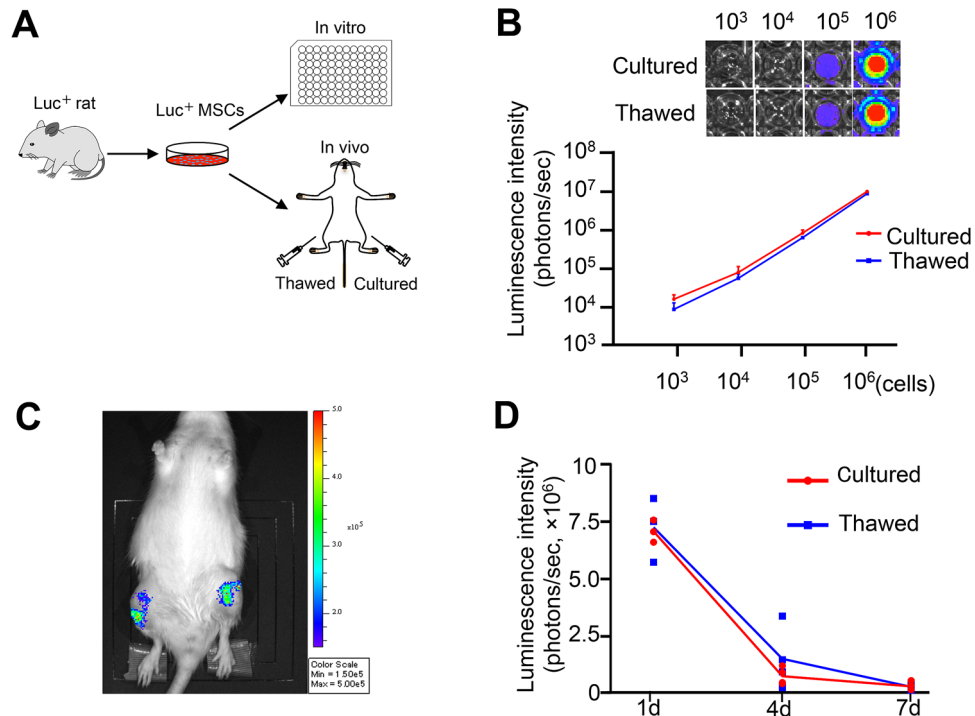 A
Luc⁺ rat
Luc⁺ MSCs
In vitro
In vivo
Thawed
Cultured
B
10³ 10⁴ 10⁵ 10⁶
Cultured
Thawed
Luminescence intensity
(photons/sec)
10⁸
10⁷
10⁶
10⁵
10⁴
10³
10³ 10⁴ 10⁵ 10⁶(cells)
Cultured
Thawed
C
5.0
4.0
3.0
2.0
x10⁵
Color Scale
Min = 1.50e5
Max = 5.00e5
D
Luminescence intensity
(photons/sec, ×10⁶)
10
7.5
5.0
2.5
0
1d 4d 7d
Cultured
Thawed